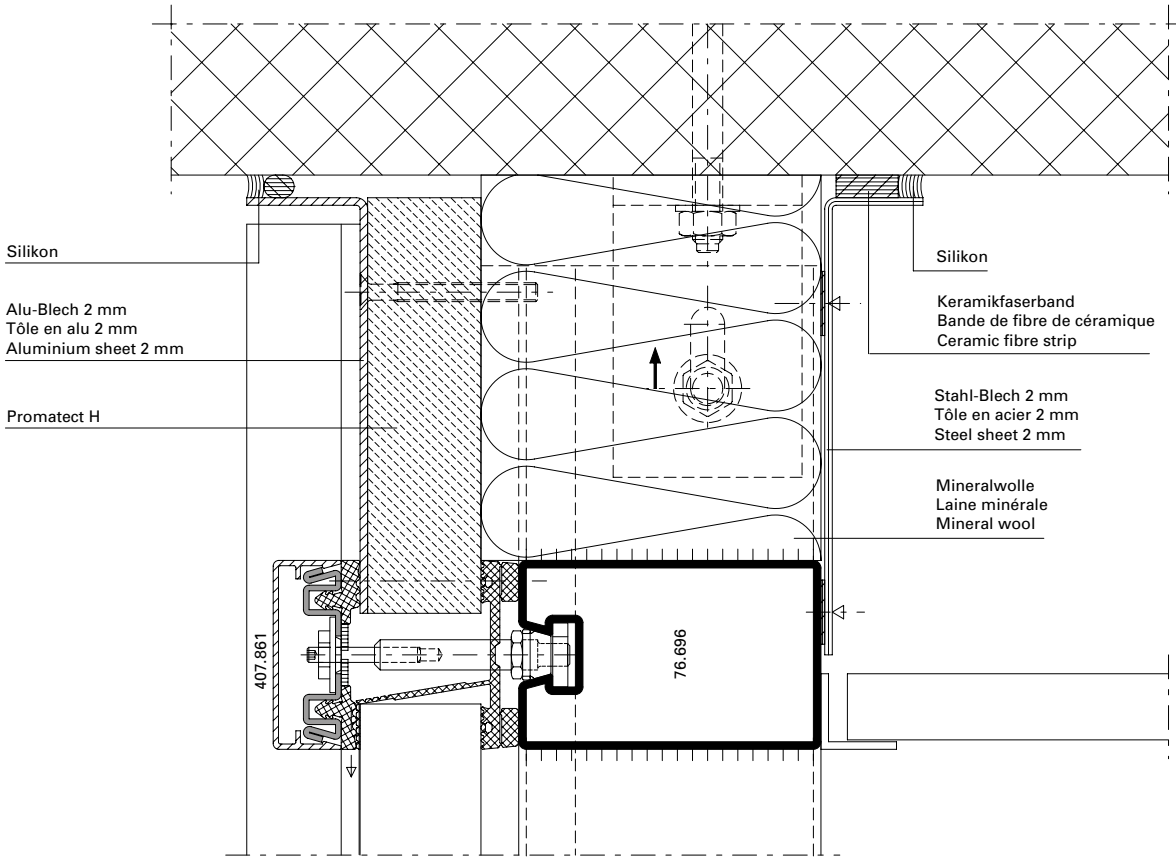 Silikon
Alu-Blech 2 mm
Tôle en alu 2 mm
Aluminium sheet 2 mm
Promatect H
407.861
76.696
Silikon
Keramikfaserband
Bande de fibre de céramique
Ceramic fibre strip
Stahl-Blech 2 mm
Tôle en acier 2 mm
Steel sheet 2 mm
Mineralwolle
Laine minérale
Mineral wool